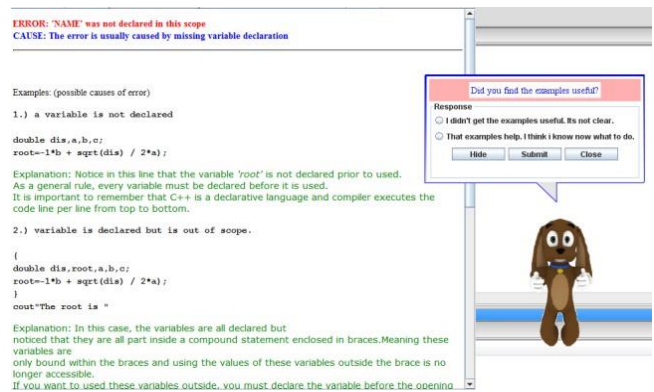 ERROR: 'NAME' was not declared in this scope
CAUSE: The error is usually caused by missing variable declaration
Examples: (possible causes of error)
1.) a variable is not declared
double dis,a,b,c;
root=-1*b + sqrt(dis) / 2*a);
Explanation: Notice in this line that the variable 'root' is not declared prior to used.
As a general rule, every variable must be declared before it is used.
It is important to remember that C++ is a declarative language and compiler executes the
code line per line from top to bottom.
2.) variable is declared but is out of scope.
{
double dis,root,a,b,c;
root=-1*b + sqrt(dis) / 2*a);
}
cout"The root is "
Explanation: In this case, the variables are all declared but
noticed that they are all part inside a compound statement enclosed in braces.Meaning these
variables are
only bound within the braces and using the values of these variables outside the brace is no
longer accessible.
If you want to used these variables outside, you must declare the variable before the opening
Did you find the examples useful?
Response
I didn't get the examples useful. Its not clear.
That examples help. I think i know now what to do.
Hide Submit Close